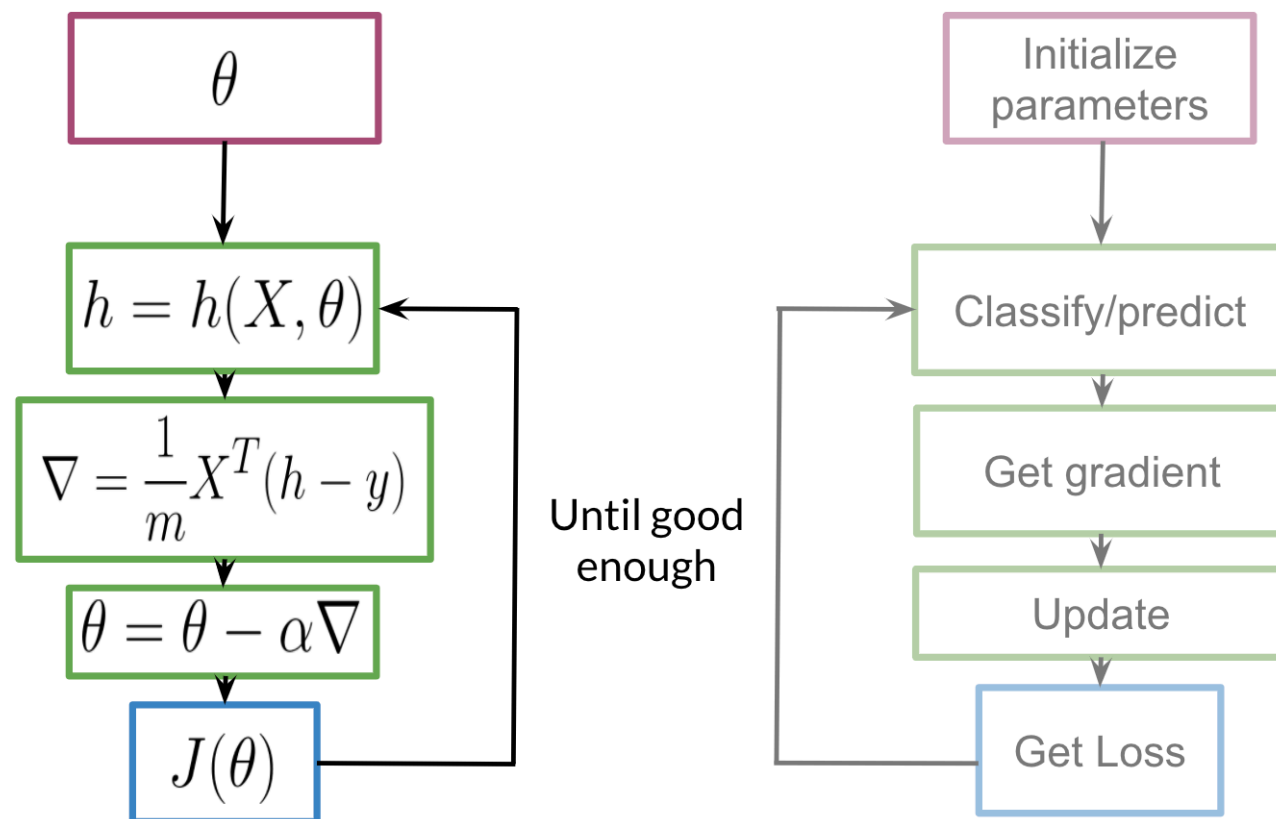 θ
h = h(X, θ)
∇ = 1/m X^T(h − y)
θ = θ − α∇
J(θ)
Until good
enough
Initialize
parameters
Classify/predict
Get gradient
Update
Get Loss